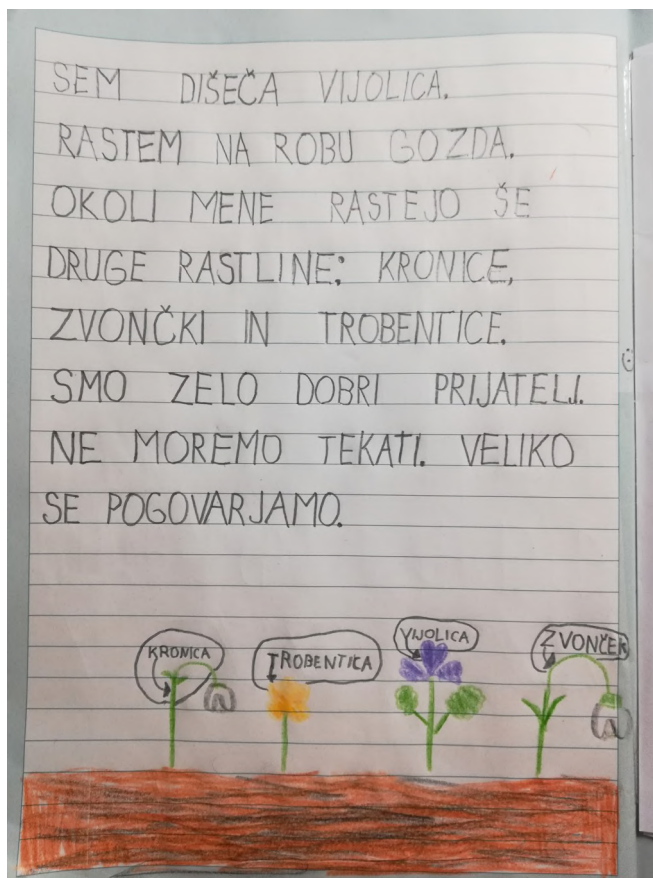 SEM DIŠEČA VIJOLICA.
RASTEM NA ROBU GOZDA.
OKOLI MENE RASTEJO ŠE
DRUGE RASTLINE: KRONICE,
ZVONČKI IN TROBENTICE.
SMO ZELO DOBRI PRIJATELJ.
NE MOREMO TEKATI. VELIKO
SE POGOVARJAMO.
KRONICA
TROBENTICA
VIJOLICA
ZVONČEK